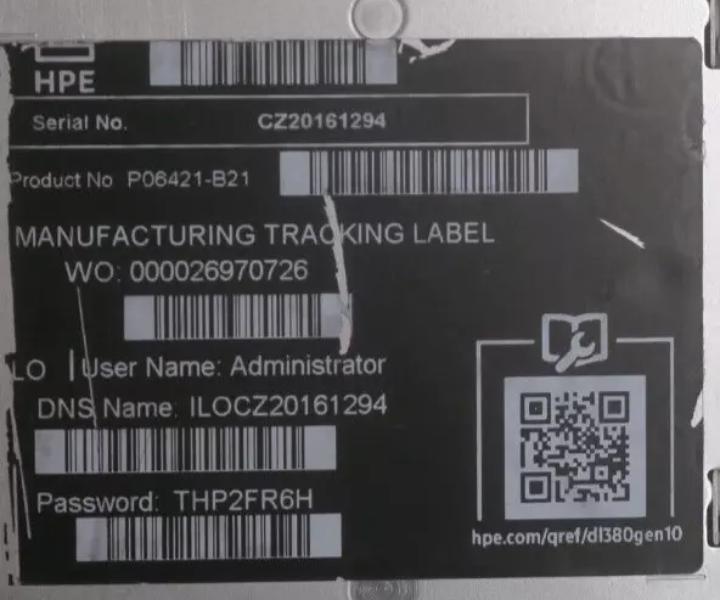 HPE
Serial No. CZ20161294
Product No P06421-B21
MANUFACTURING TRACKING LABEL
WO: 000026970726
LO User Name: Administrator
DNS Name: ILOCZ20161294
Password: THP2FR6H
hpe.com/qref/dl380gen10